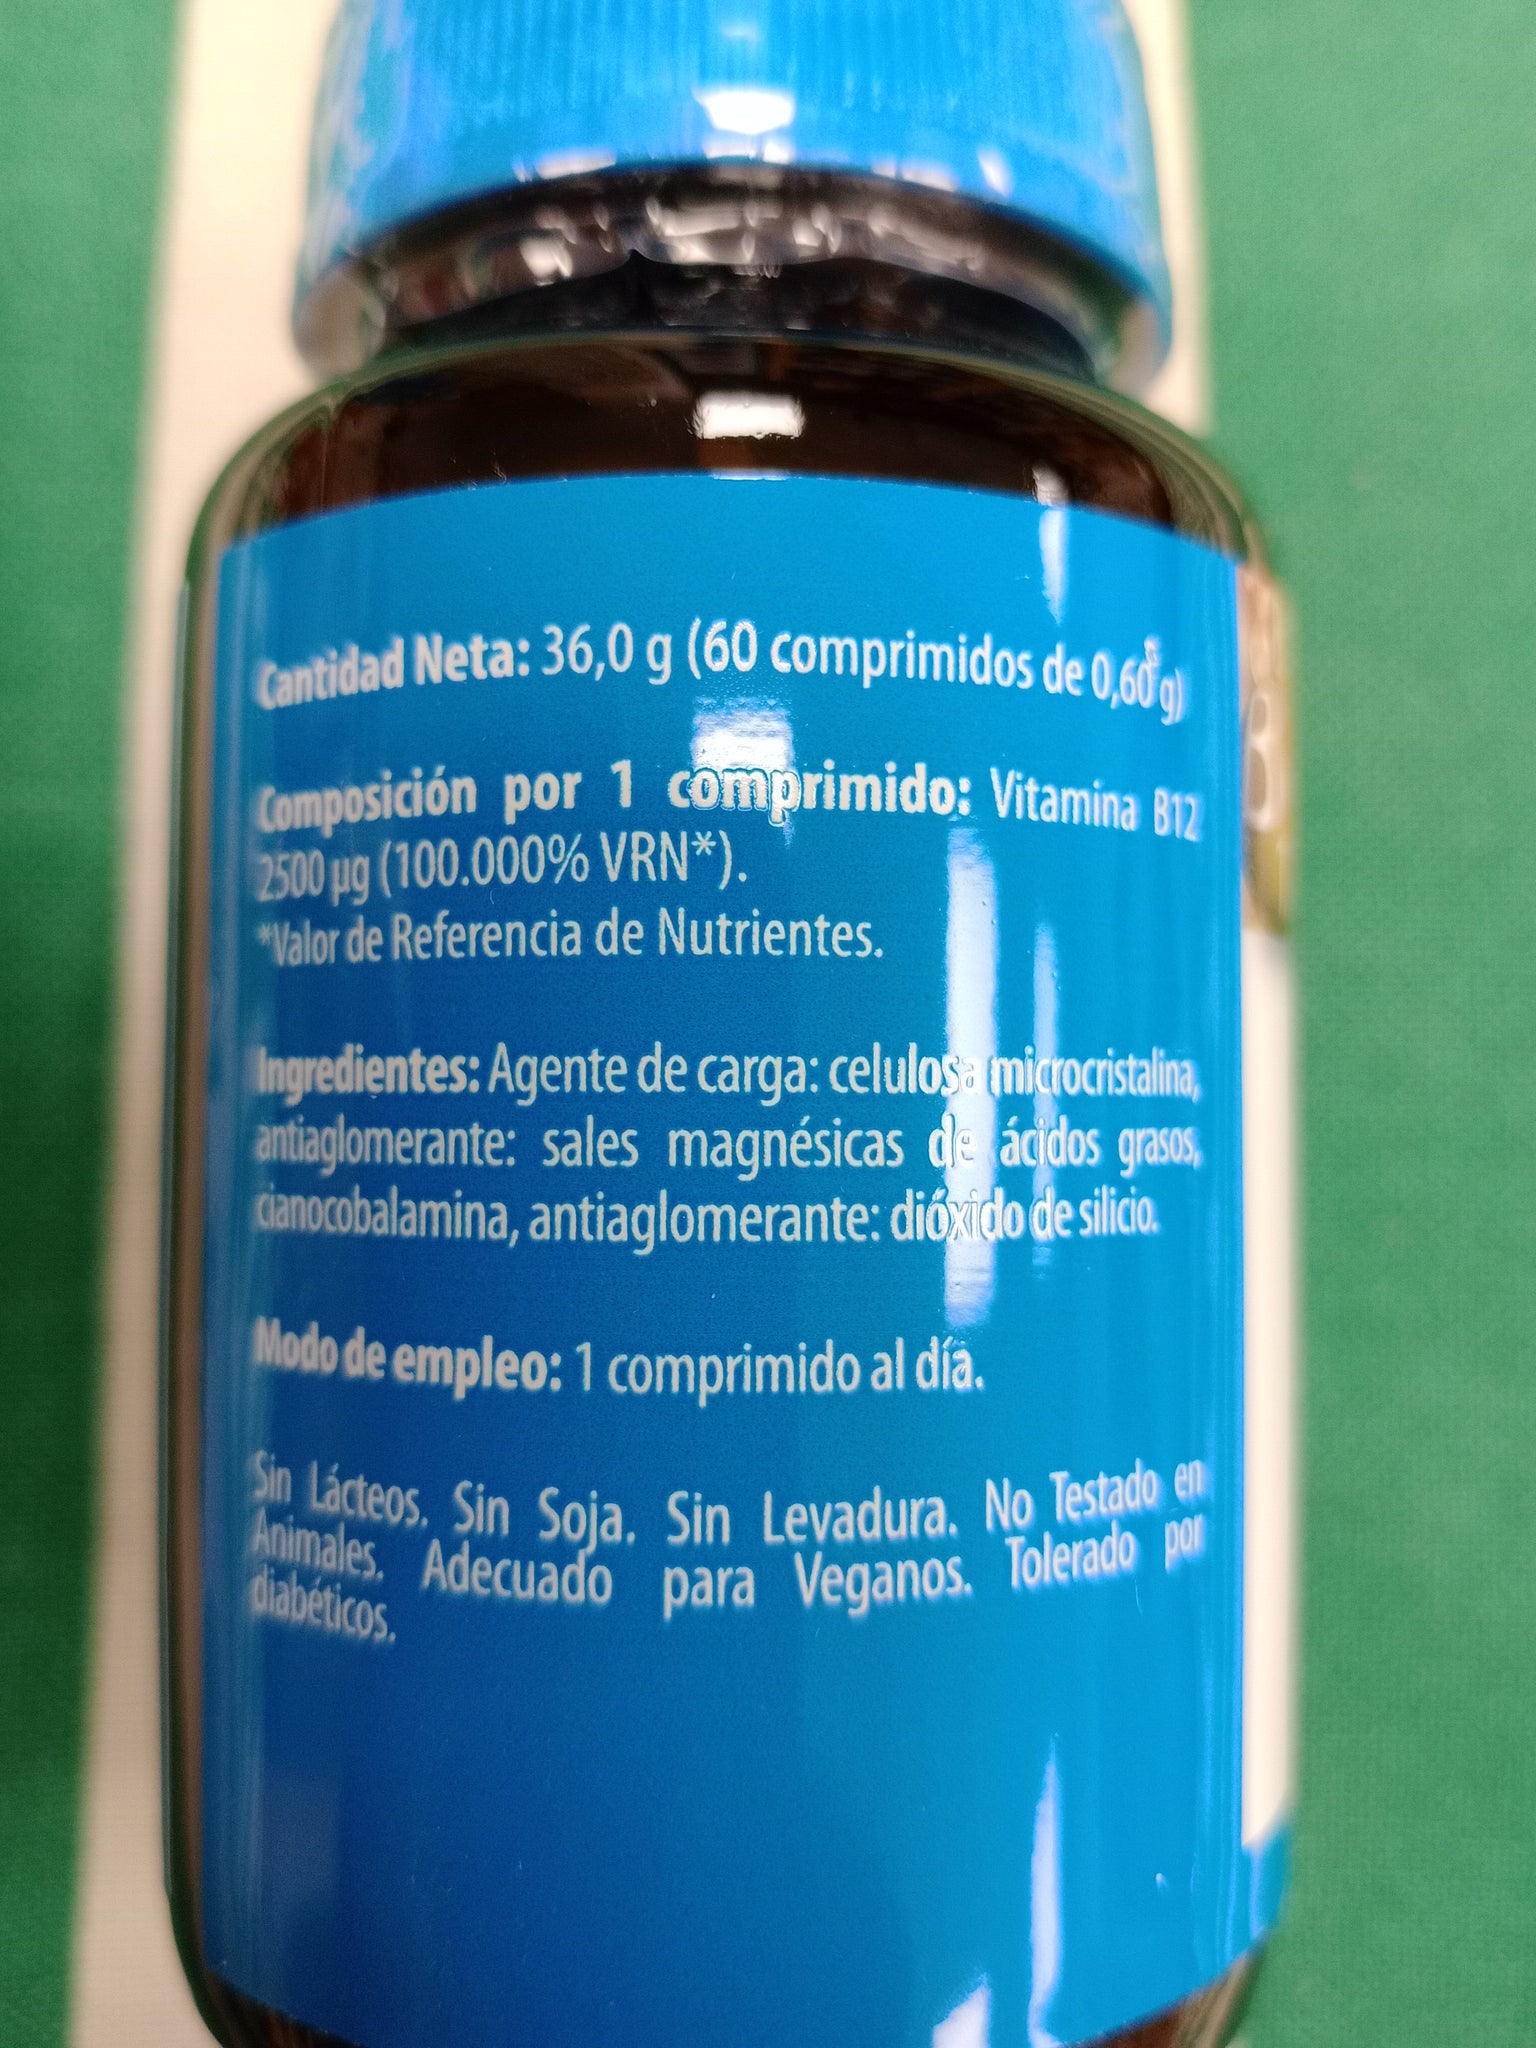 Cantidad Neta: 36,0 g (60 comprimidos de 0,60 g)
Composición por 1 comprimido: Vitamina B12
2500 µg (100.000% VRN*).
*Valor de Referencia de Nutrientes.
Ingredientes: Agente de carga: celulosa microcristalina,
antiaglomerante: sales magnésicas de ácidos grasos,
cianocobalamina, antiaglomerante: dióxido de silicio.
Modo de empleo: 1 comprimido al día.
Sin Lácteos. Sin Soja. Sin Levadura. No Testado en
Animales. Adecuado para Veganos. Tolerado por
diabéticos.